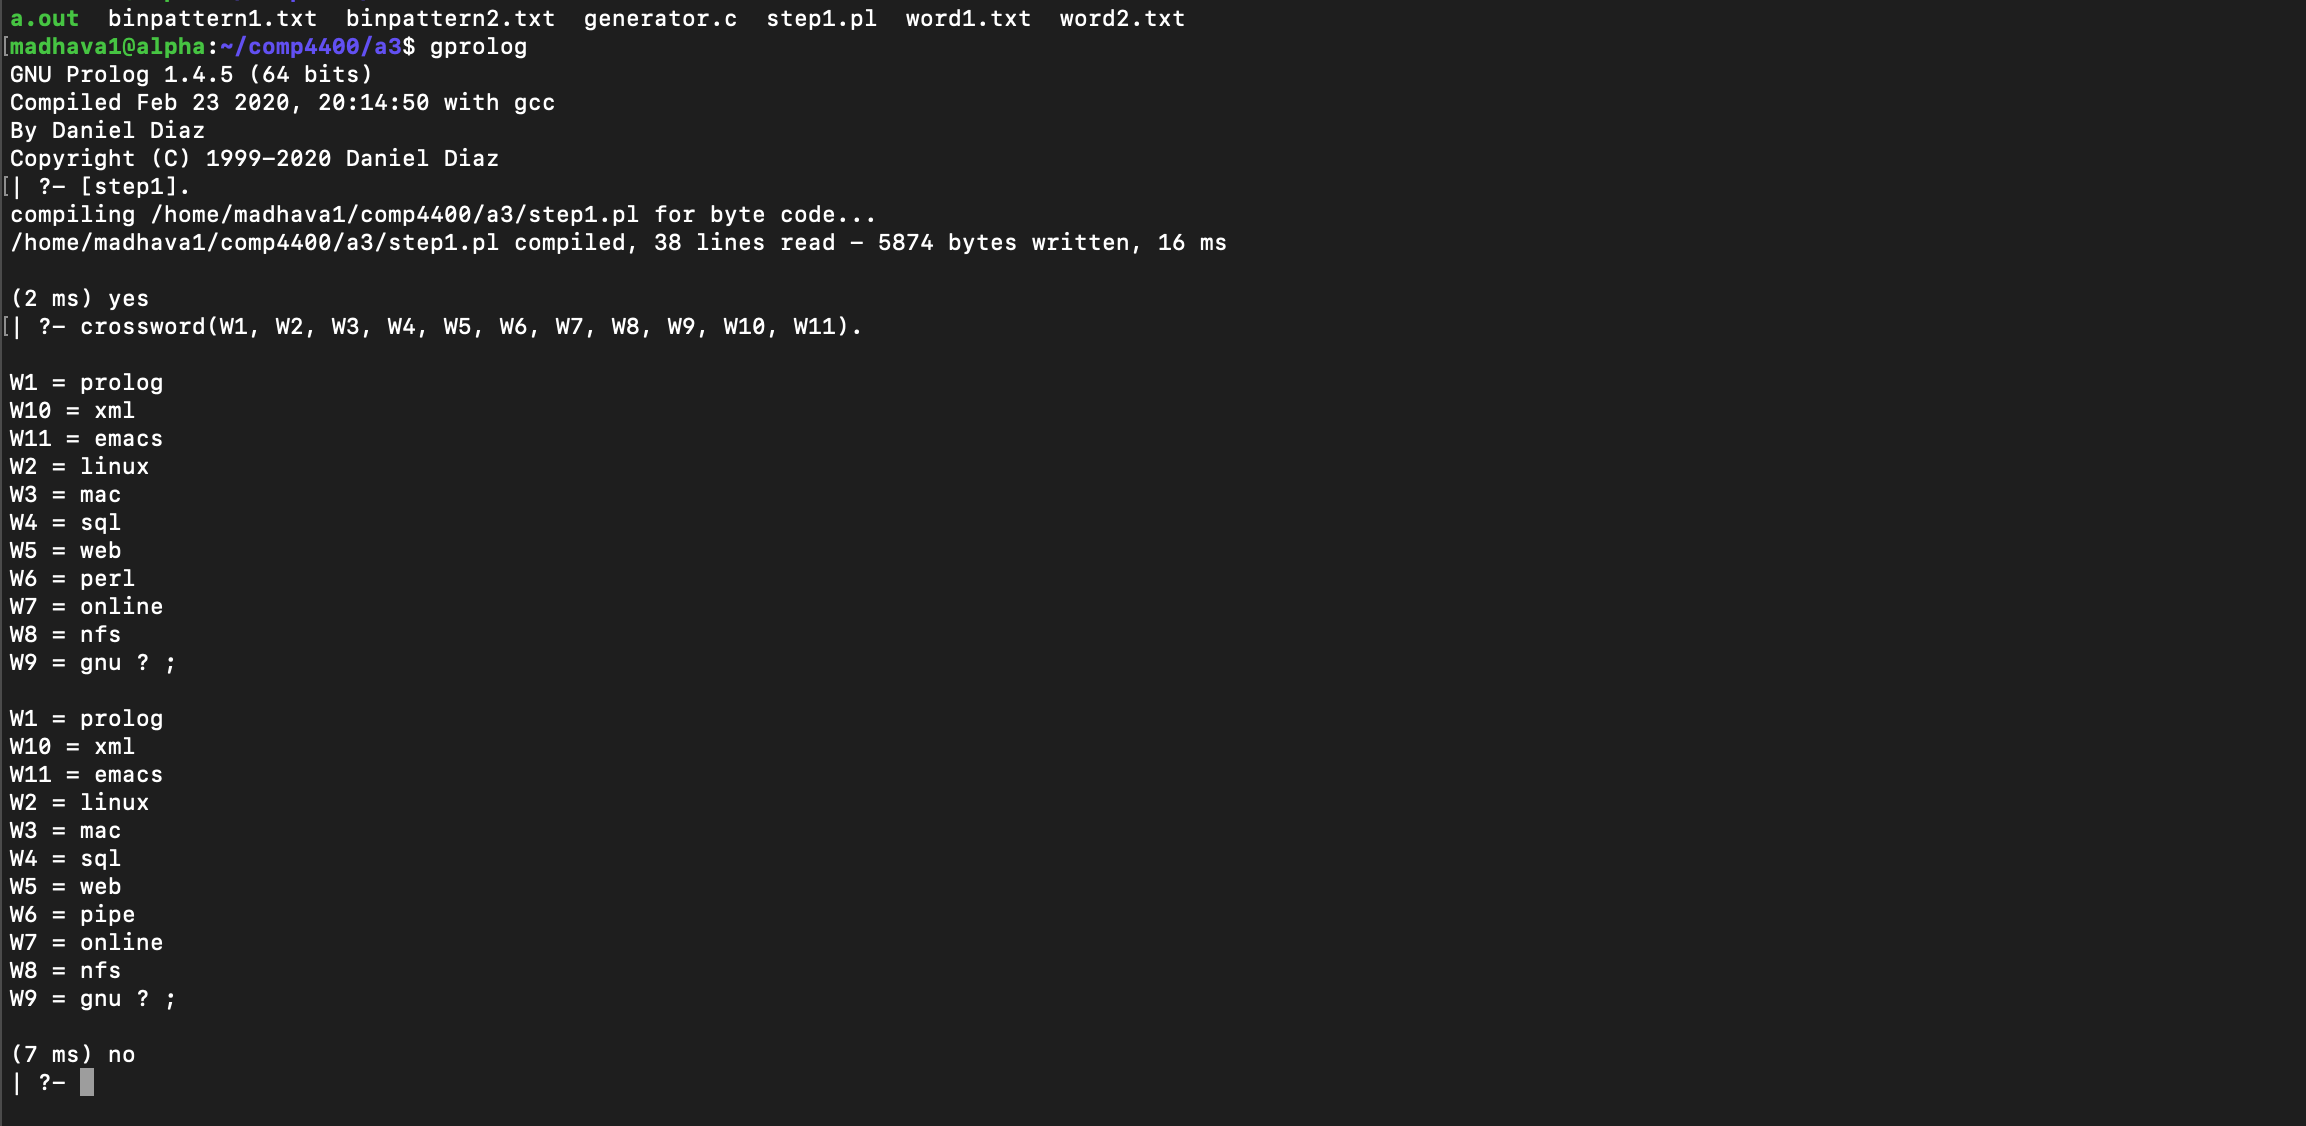 a.out  binpattern1.txt  binpattern2.txt  generator.c  step1.pl  word1.txt  word2.txt
[madhava1@alpha:~/comp4400/a3$ gprolog
GNU Prolog 1.4.5 (64 bits)
Compiled Feb 23 2020, 20:14:50 with gcc
By Daniel Diaz
Copyright (C) 1999-2020 Daniel Diaz
[| ?- [step1].
compiling /home/madhava1/comp4400/a3/step1.pl for byte code...
/home/madhava1/comp4400/a3/step1.pl compiled, 38 lines read - 5874 bytes written, 16 ms
(2 ms) yes
[| ?- crossword(W1, W2, W3, W4, W5, W6, W7, W8, W9, W10, W11).
W1 = prolog
W10 = xml
W11 = emacs
W2 = linux
W3 = mac
W4 = sql
W5 = web
W6 = perl
W7 = online
W8 = nfs
W9 = gnu ? ;
W1 = prolog
W10 = xml
W11 = emacs
W2 = linux
W3 = mac
W4 = sql
W5 = web
W6 = pipe
W7 = online
W8 = nfs
W9 = gnu ? ;
(7 ms) no
| ?-